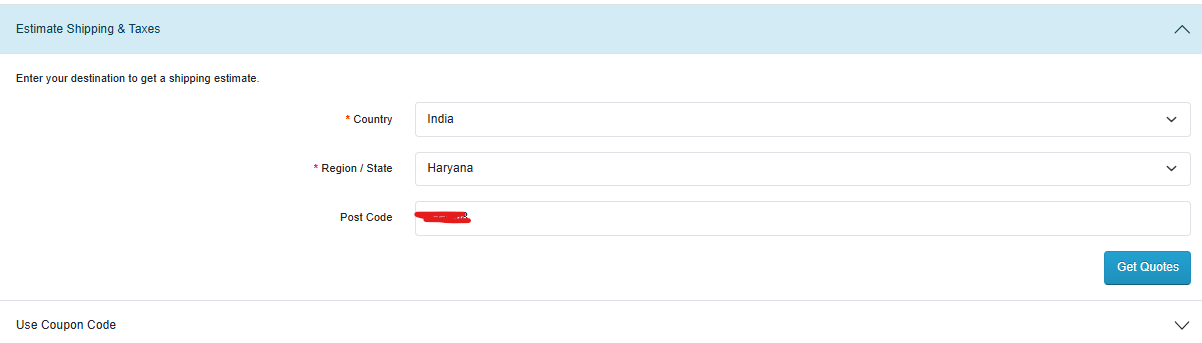 Estimate Shipping & Taxes
Enter your destination to get a shipping estimate.
* Country
India
* Region / State
Haryana
Post Code
Get Quotes
Use Coupon Code